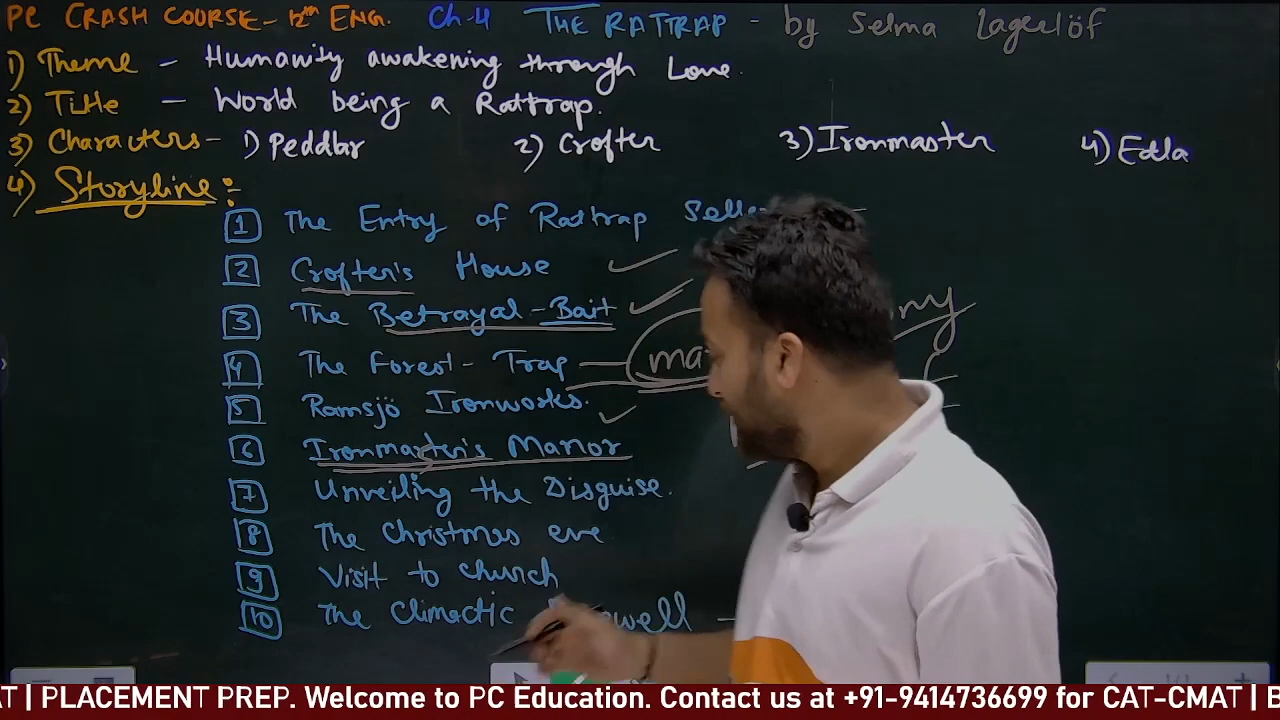 PC CRASH COURSE - 12th ENG. Ch-4 THE RATTRAP - by Selma Lagerlöf
1) Theme - Humanity awakening through Love.
2) Title - World being a Rattrap.
3) Characters - 1) Peddlar 2) Crofter 3) Ironmaster 4) Edla
4) Storyline :-
1 The Entry of Rattrap
2 Crofter's House
3 The Betrayal - Bait
4 The Forest - Trap
5 Ramsjö Ironworks.
6 Ironmaster's Manor
7 Unveiling the Disguise.
8 The Christmas eve
9 Visit to church
10 The Climactic
| PLACEMENT PREP. Welcome to PC Education. Contact us at +91-9414736699 for CAT-CMAT |